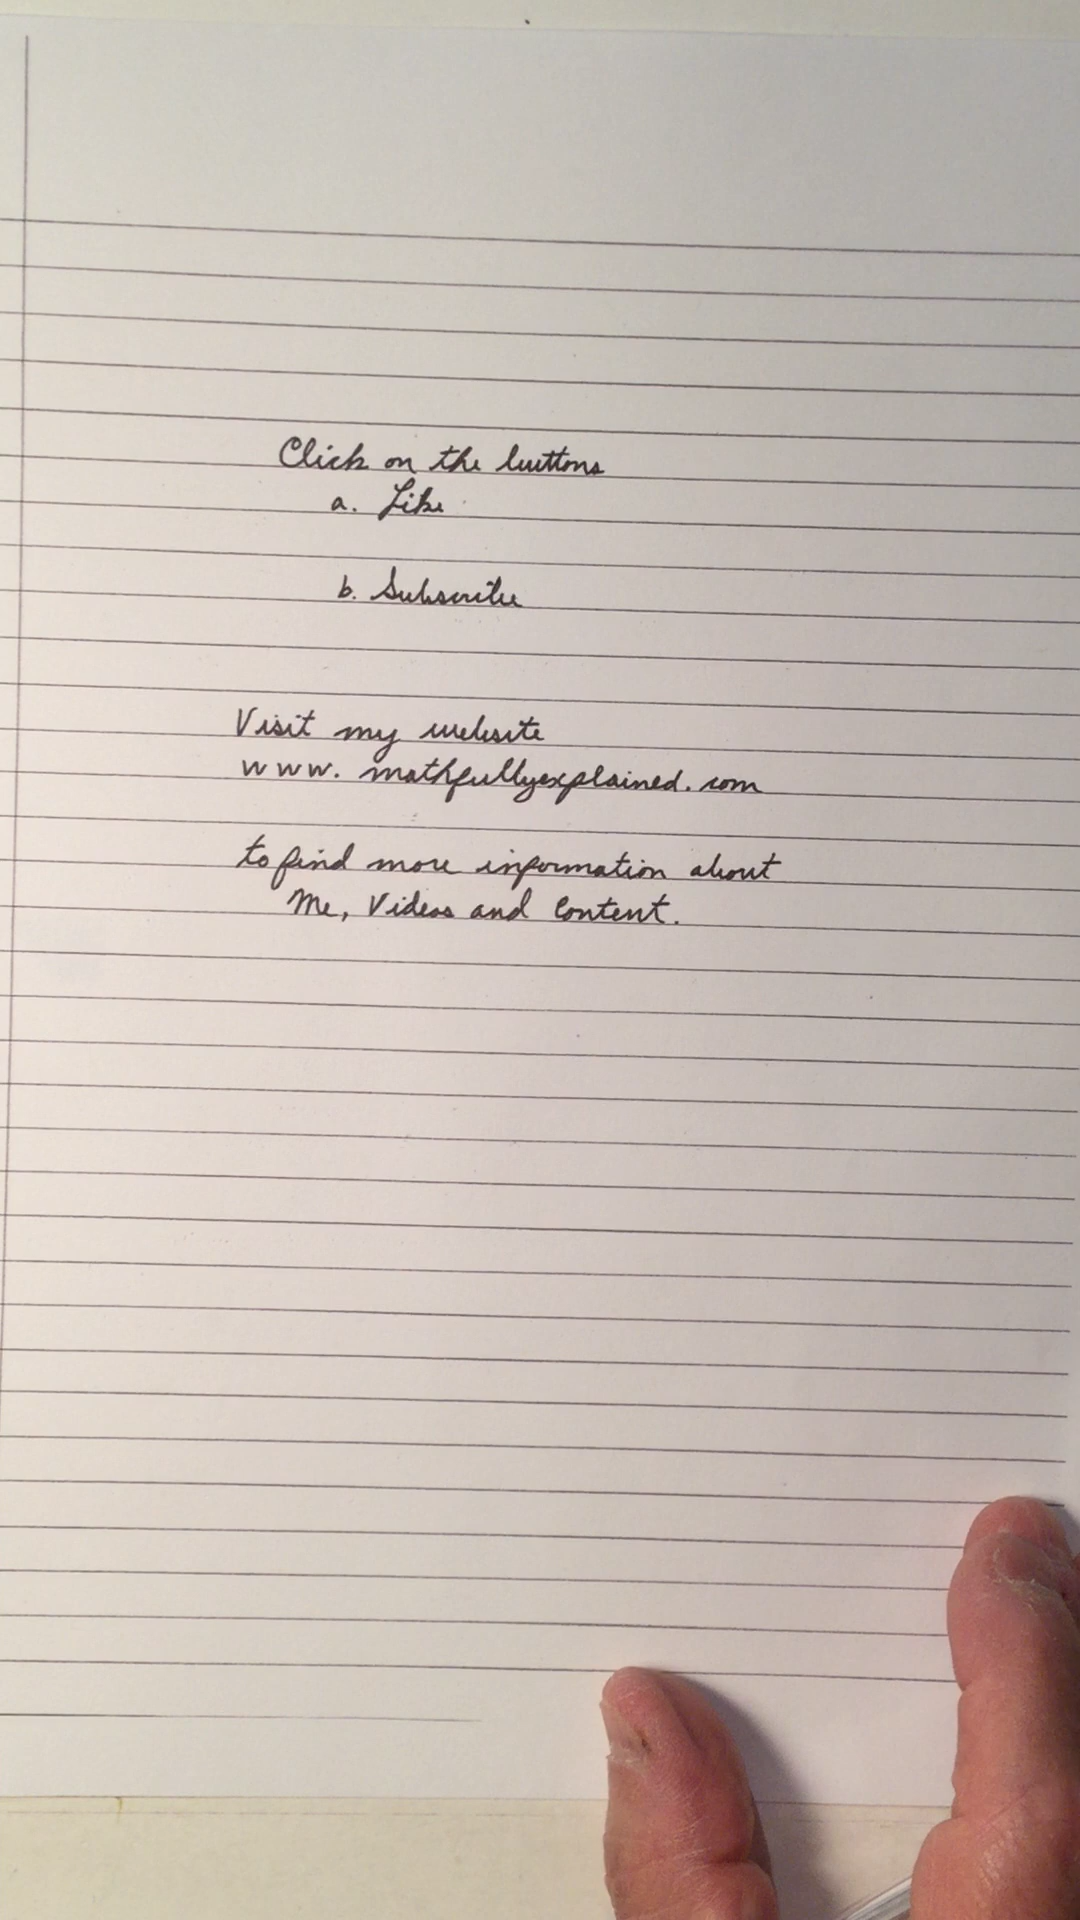 Click on the buttons
a. Like
b. Subscribe
Visit my website
www.mathfullyexplained.com
to find more information about
Me, Videos and Content.